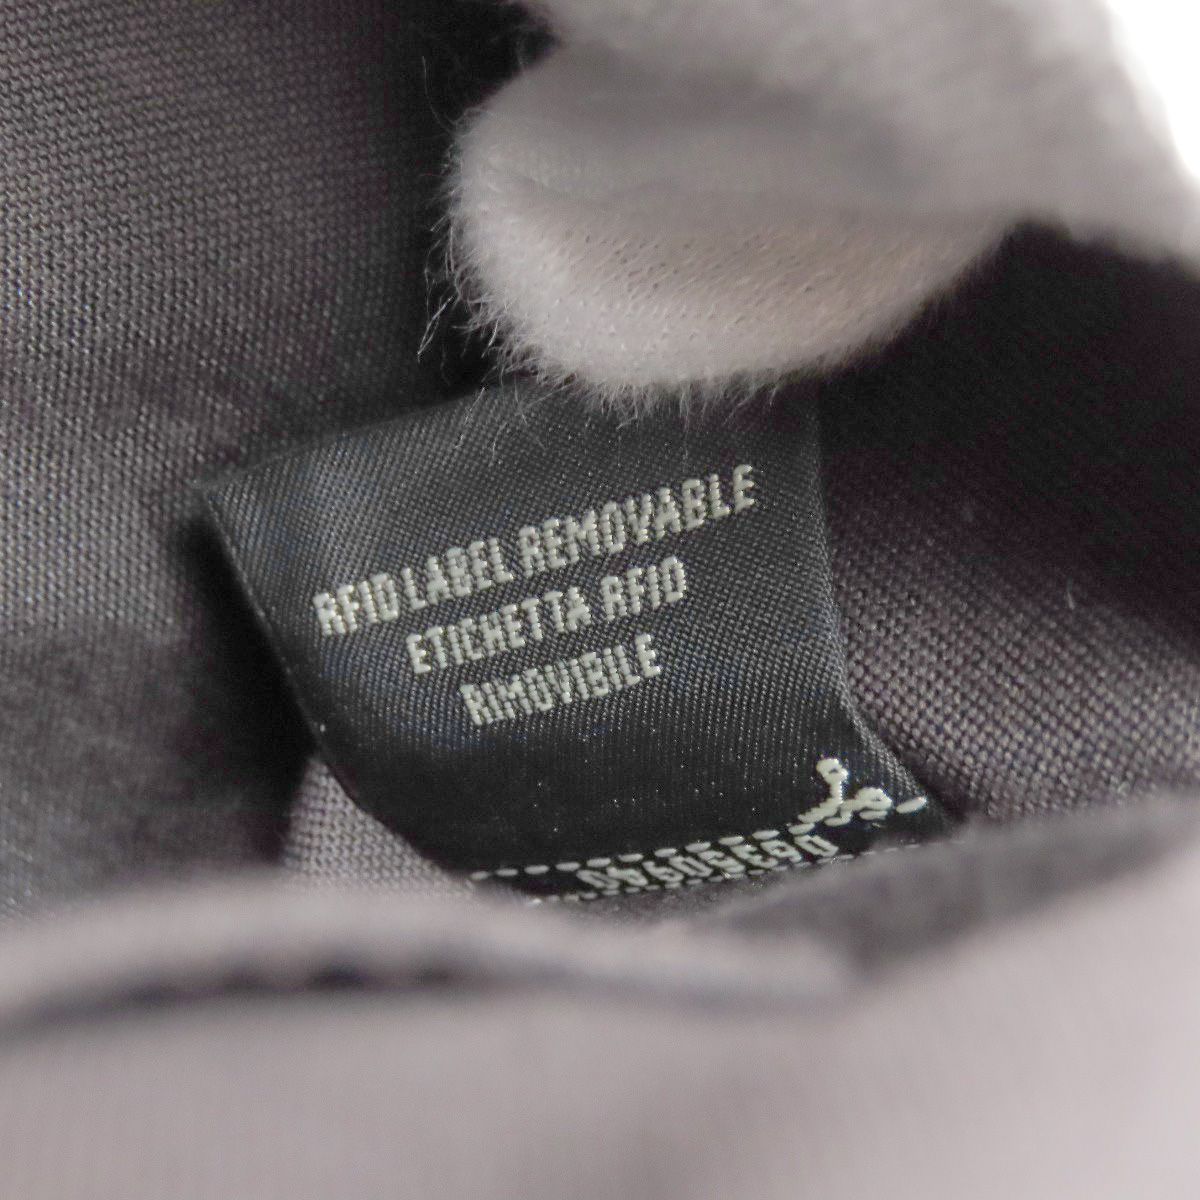 RFID LABEL REMOVABLE
ETICHETTA RFID
RIMOVIBILE